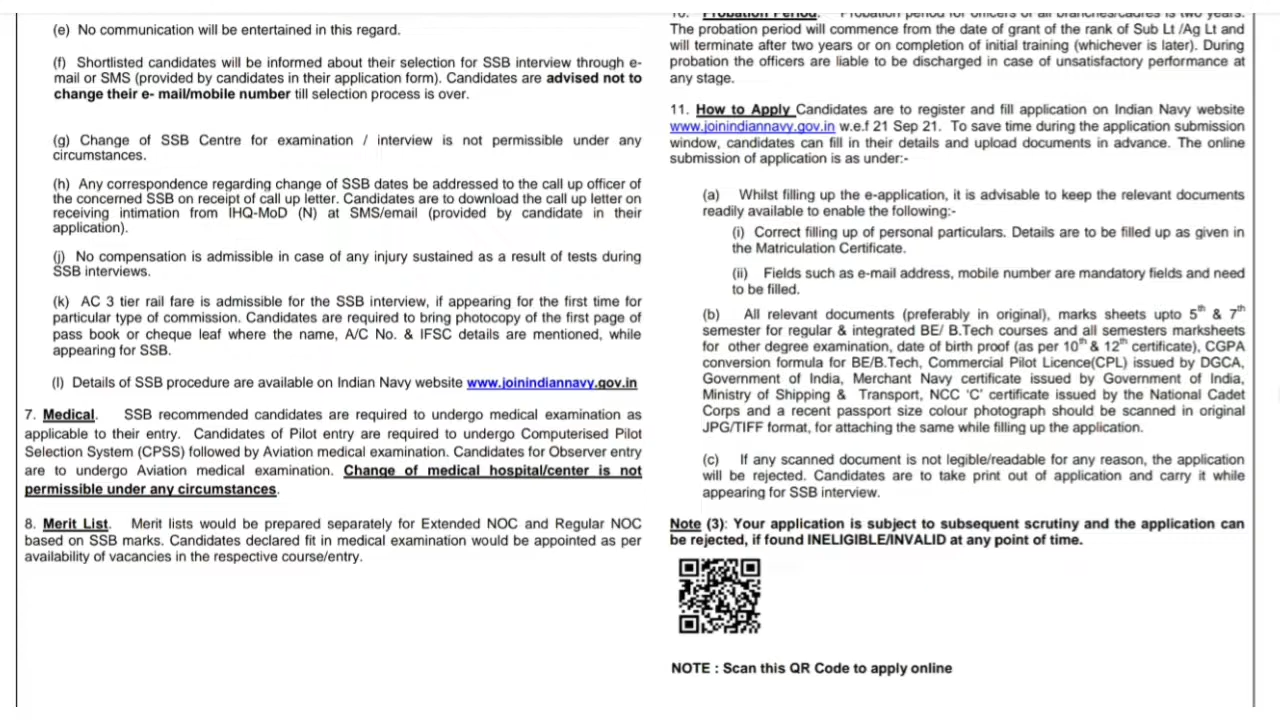 (e) No communication will be entertained in this regard.
(f) Shortlisted candidates will be informed about their selection for SSB interview through e-
mail or SMS (provided by candidates in their application form). Candidates are advised not to
change their e- mail/mobile number till selection process is over.
(g) Change of SSB Centre for examination / interview is not permissible under any
circumstances.
(h) Any correspondence regarding change of SSB dates be addressed to the call up officer of
the concerned SSB on receipt of call up letter. Candidates are to download the call up letter on
receiving intimation from IHQ-MoD (N) at SMS/email (provided by candidate in their
application).
(j) No compensation is admissible in case of any injury sustained as a result of tests during
SSB interviews.
(k) AC 3 tier rail fare is admissible for the SSB interview, if appearing for the first time for
particular type of commission. Candidates are required to bring photocopy of the first page of
pass book or cheque leaf where the name, A/C No. & IFSC details are mentioned, while
appearing for SSB.
(l) Details of SSB procedure are available on Indian Navy website www.joinindiannavy.gov.in
7. Medical. SSB recommended candidates are required to undergo medical examination as
applicable to their entry. Candidates of Pilot entry are required to undergo Computerised Pilot
Selection System (CPSS) followed by Aviation medical examination. Candidates for Observer entry
are to undergo Aviation medical examination. Change of medical hospital/center is not
permissible under any circumstances.
8. Merit List. Merit lists would be prepared separately for Extended NOC and Regular NOC
based on SSB marks. Candidates declared fit in medical examination would be appointed as per
availability of vacancies in the respective course/entry.
10. Probation Period. Probation period for officers of all branches/cadres is two years.
The probation period will commence from the date of grant of the rank of Sub Lt /Ag Lt and
will terminate after two years or on completion of initial training (whichever is later). During
probation the officers are liable to be discharged in case of unsatisfactory performance at
any stage.
11. How to Apply Candidates are to register and fill application on Indian Navy website
www.joinindiannavy.gov.in w.e.f 21 Sep 21. To save time during the application submission
window, candidates can fill in their details and upload documents in advance. The online
submission of application is as under:-
(a) Whilst filling up the e-application, it is advisable to keep the relevant documents
readily available to enable the following:-
(i) Correct filling up of personal particulars. Details are to be filled up as given in
the Matriculation Certificate.
(ii) Fields such as e-mail address, mobile number are mandatory fields and need
to be filled.
(b) All relevant documents (preferably in original), marks sheets upto 5th & 7th
semester for regular & integrated BE/ B.Tech courses and all semesters marksheets
for other degree examination, date of birth proof (as per 10th & 12th certificate), CGPA
conversion formula for BE/B.Tech, Commercial Pilot Licence(CPL) issued by DGCA,
Government of India, Merchant Navy certificate issued by Government of India,
Ministry of Shipping & Transport, NCC 'C' certificate issued by the National Cadet
Corps and a recent passport size colour photograph should be scanned in original
JPG/TIFF format, for attaching the same while filling up the application.
(c) If any scanned document is not legible/readable for any reason, the application
will be rejected. Candidates are to take print out of application and carry it while
appearing for SSB interview.
Note (3): Your application is subject to subsequent scrutiny and the application can
be rejected, if found INELIGIBLE/INVALID at any point of time.
NOTE : Scan this QR Code to apply online